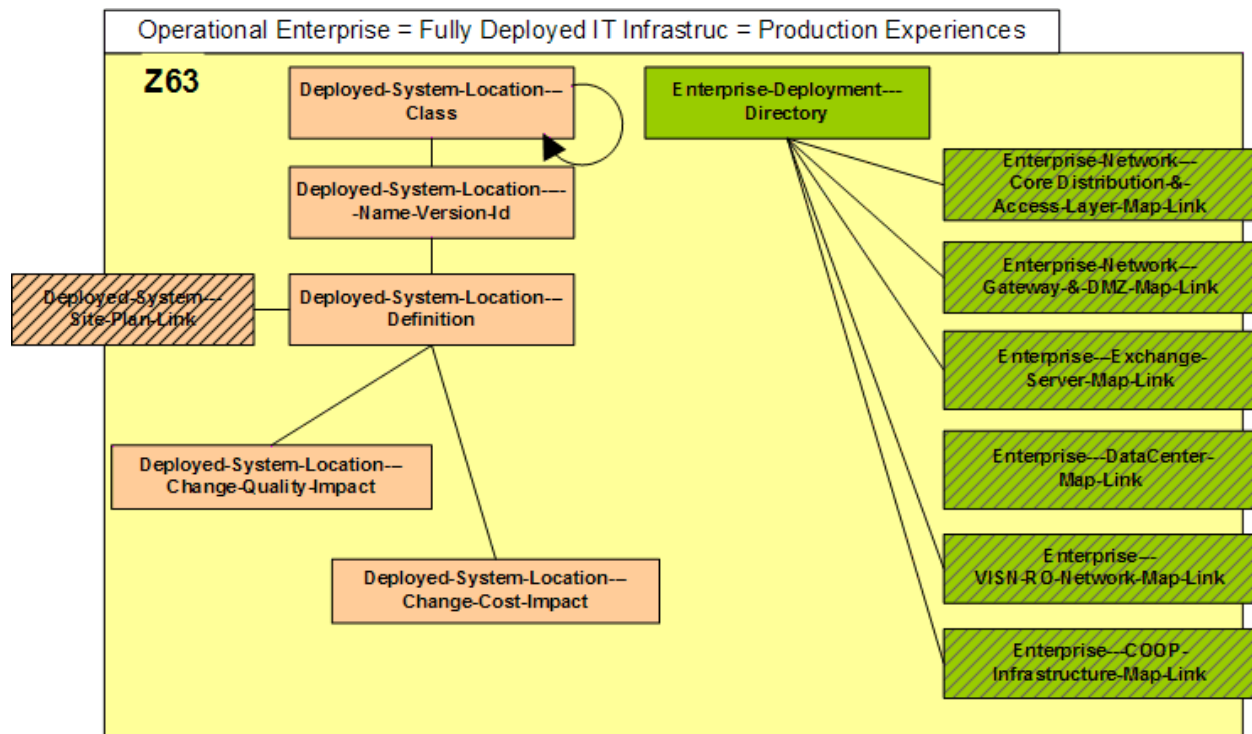 Operational Enterprise = Fully Deployed IT Infrastruc = Production Experiences
Z63
Deployed-System-Location---
Class
Enterprise-Deployment---
Directory
Enterprise-Network---
Core Distribution-&-
Access-Layer-Map-Link
Deployed-System-Location----
-Name-Version-Id
Enterprise-Network---
Gateway-&-DMZ-Map-Link
Deployed-System---
Site-Plan-Link
Deployed-System-Location---
Definition
Enterprise---Exchange-
Server-Map-Link
Deployed-System-Location---
Change-Quality-Impact
Enterprise---DataCenter-
Map-Link
Deployed-System-Location---
Change-Cost-Impact
Enterprise---
VISN-RO-Network-Map-Link
Enterprise---COOP-
Infrastructure-Map-Link